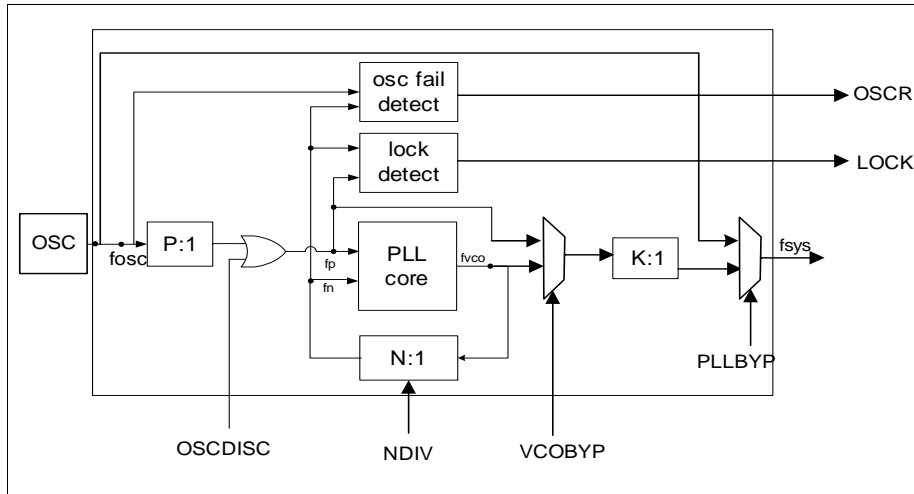 osc fail
detect
OSCR
lock
detect
LOCK
OSC
fosc
P:1
fp
fn
PLL
core
fvco
K:1
fsys
N:1
PLLBYP
OSCDISC
NDIV
VCOBYP